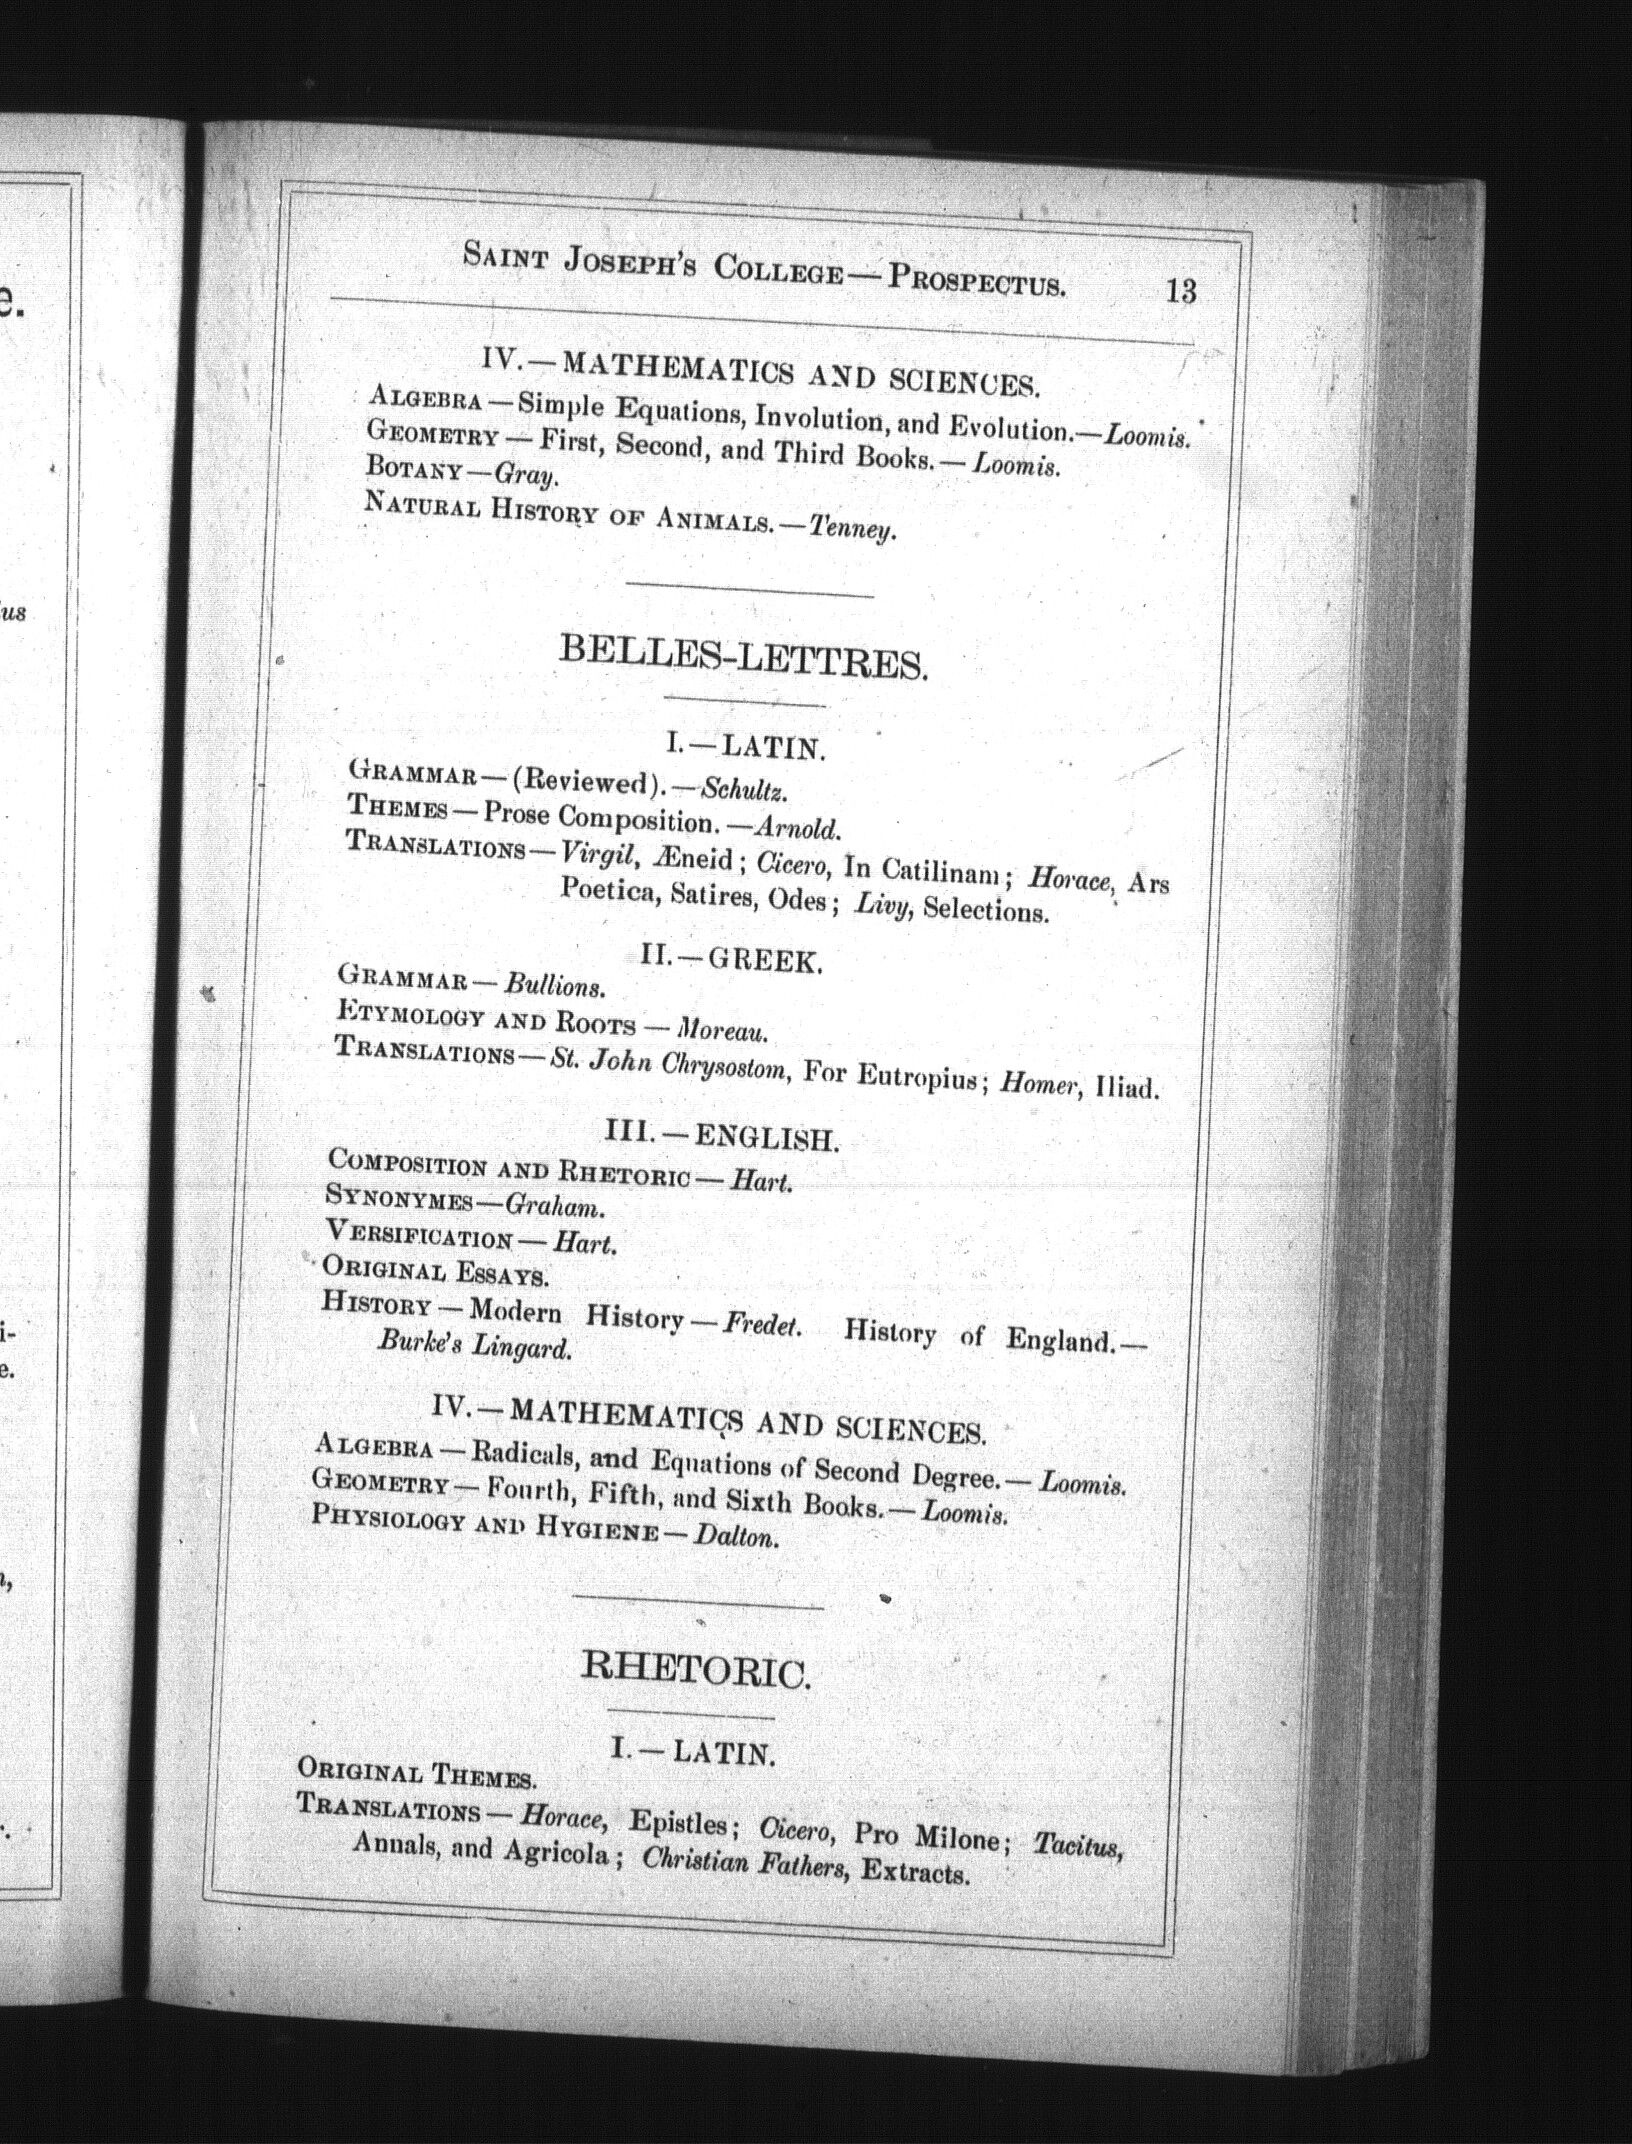 SAINT JOSEPH'S COLLEGE—PROSPECTUS. 13
IV.—MATHEMATICS AND SCIENCES.
ALGEBRA—Simple Equations, Involution, and Evolution.—Loomis.
GEOMETRY—First, Second, and Third Books.—Loomis.
BOTANY—Gray.
NATURAL HISTORY OF ANIMALS.—Tenney.
BELLES-LETTRES.
I.—LATIN.
GRAMMAR—(Reviewed).—Schultz.
THEMES—Prose Composition.—Arnold.
TRANSLATIONS—Virgil, Æneid; Cicero, In Catilinam; Horace, Ars
Poetica, Satires, Odes; Livy, Selections.
II.—GREEK.
GRAMMAR—Bullions.
ETYMOLOGY AND ROOTS—Moreau.
TRANSLATIONS—St. John Chrysostom, For Eutropius; Homer, Iliad.
III.—ENGLISH.
COMPOSITION AND RHETORIC—Hart.
SYNONYMES—Graham.
VERSIFICATION—Hart.
ORIGINAL ESSAYS.
HISTORY—Modern History—Fredet. History of England.—
Burke's Lingard.
IV.—MATHEMATICS AND SCIENCES.
ALGEBRA—Radicals, and Equations of Second Degree.—Loomis.
GEOMETRY—Fourth, Fifth, and Sixth Books.—Loomis.
PHYSIOLOGY AND HYGIENE—Dalton.
RHETORIC.
I.—LATIN.
ORIGINAL THEMES.
TRANSLATIONS—Horace, Epistles; Cicero, Pro Milone; Tacitus,
Annals, and Agricola; Christian Fathers, Extracts.